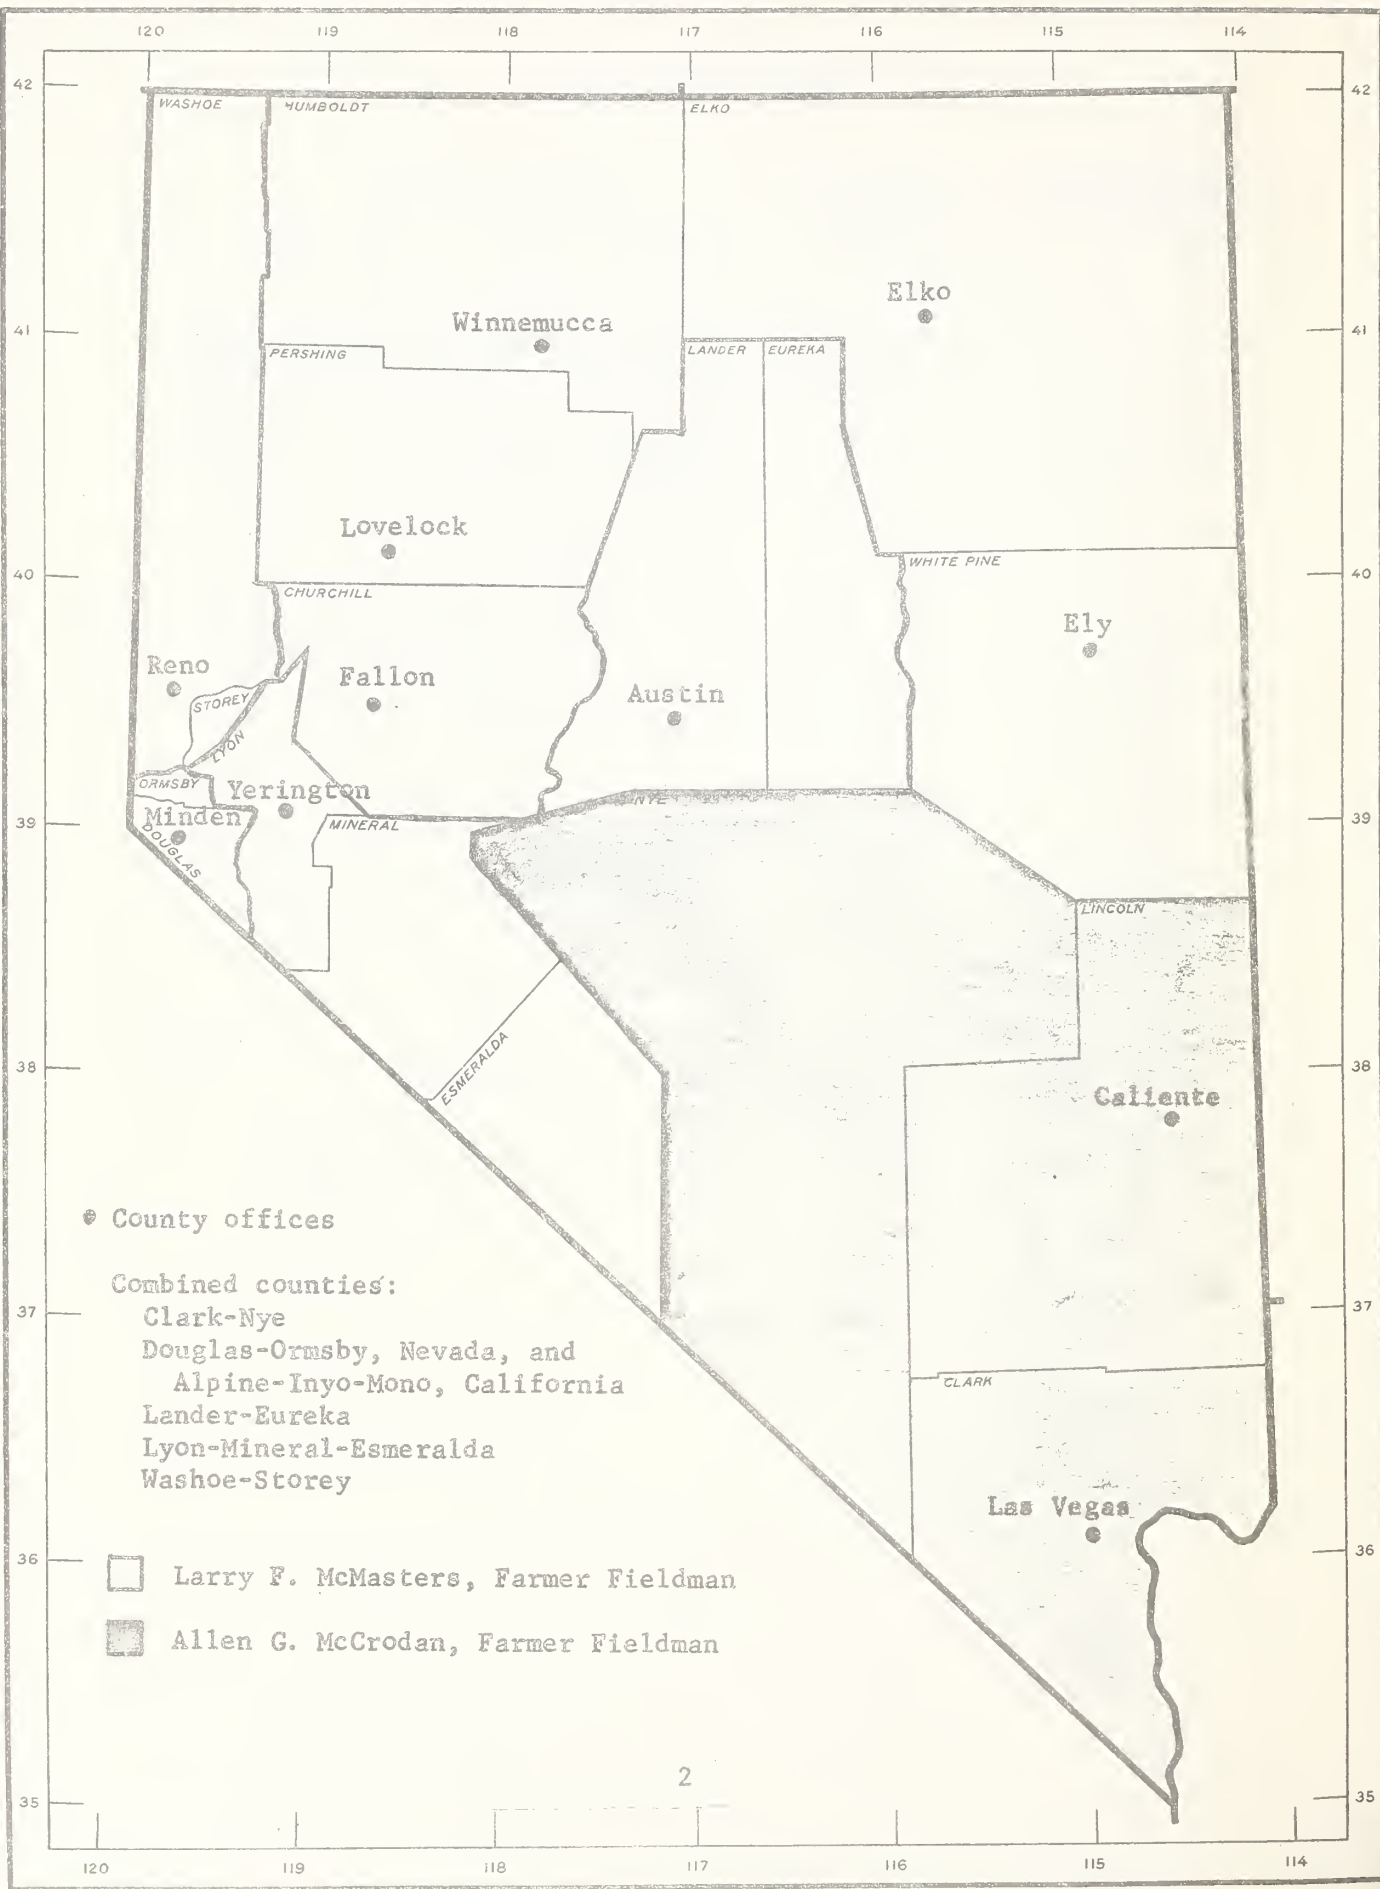 120 119 118 117 116 115 114
42 42
WASHOE HUMBOLDT ELKO
Elko
Winnemucca
41 41
PERSHING LANDER EUREKA
Lovelock
40 WHITE PINE 40
CHURCHILL
Ely
Reno Fallon
STOREY Austin
LYON
ORMSBY Yerington NYE
Minden
39 MINERAL 39
DOUGLAS
LINCOLN
38 ESMERALDA 38
Caliente
County offices
Combined counties:
37 37
Clark-Nye
Douglas-Ormsby, Nevada, and
Alpine-Inyo-Mono, California
CLARK
Lander-Eureka
Lyon-Mineral-Esmeralda
Washoe-Storey
Las Vegas
36 36
Larry F. McMasters, Farmer Fieldman
Allen G. McCrodan, Farmer Fieldman
2
35 35
120 119 118 117 116 115 114